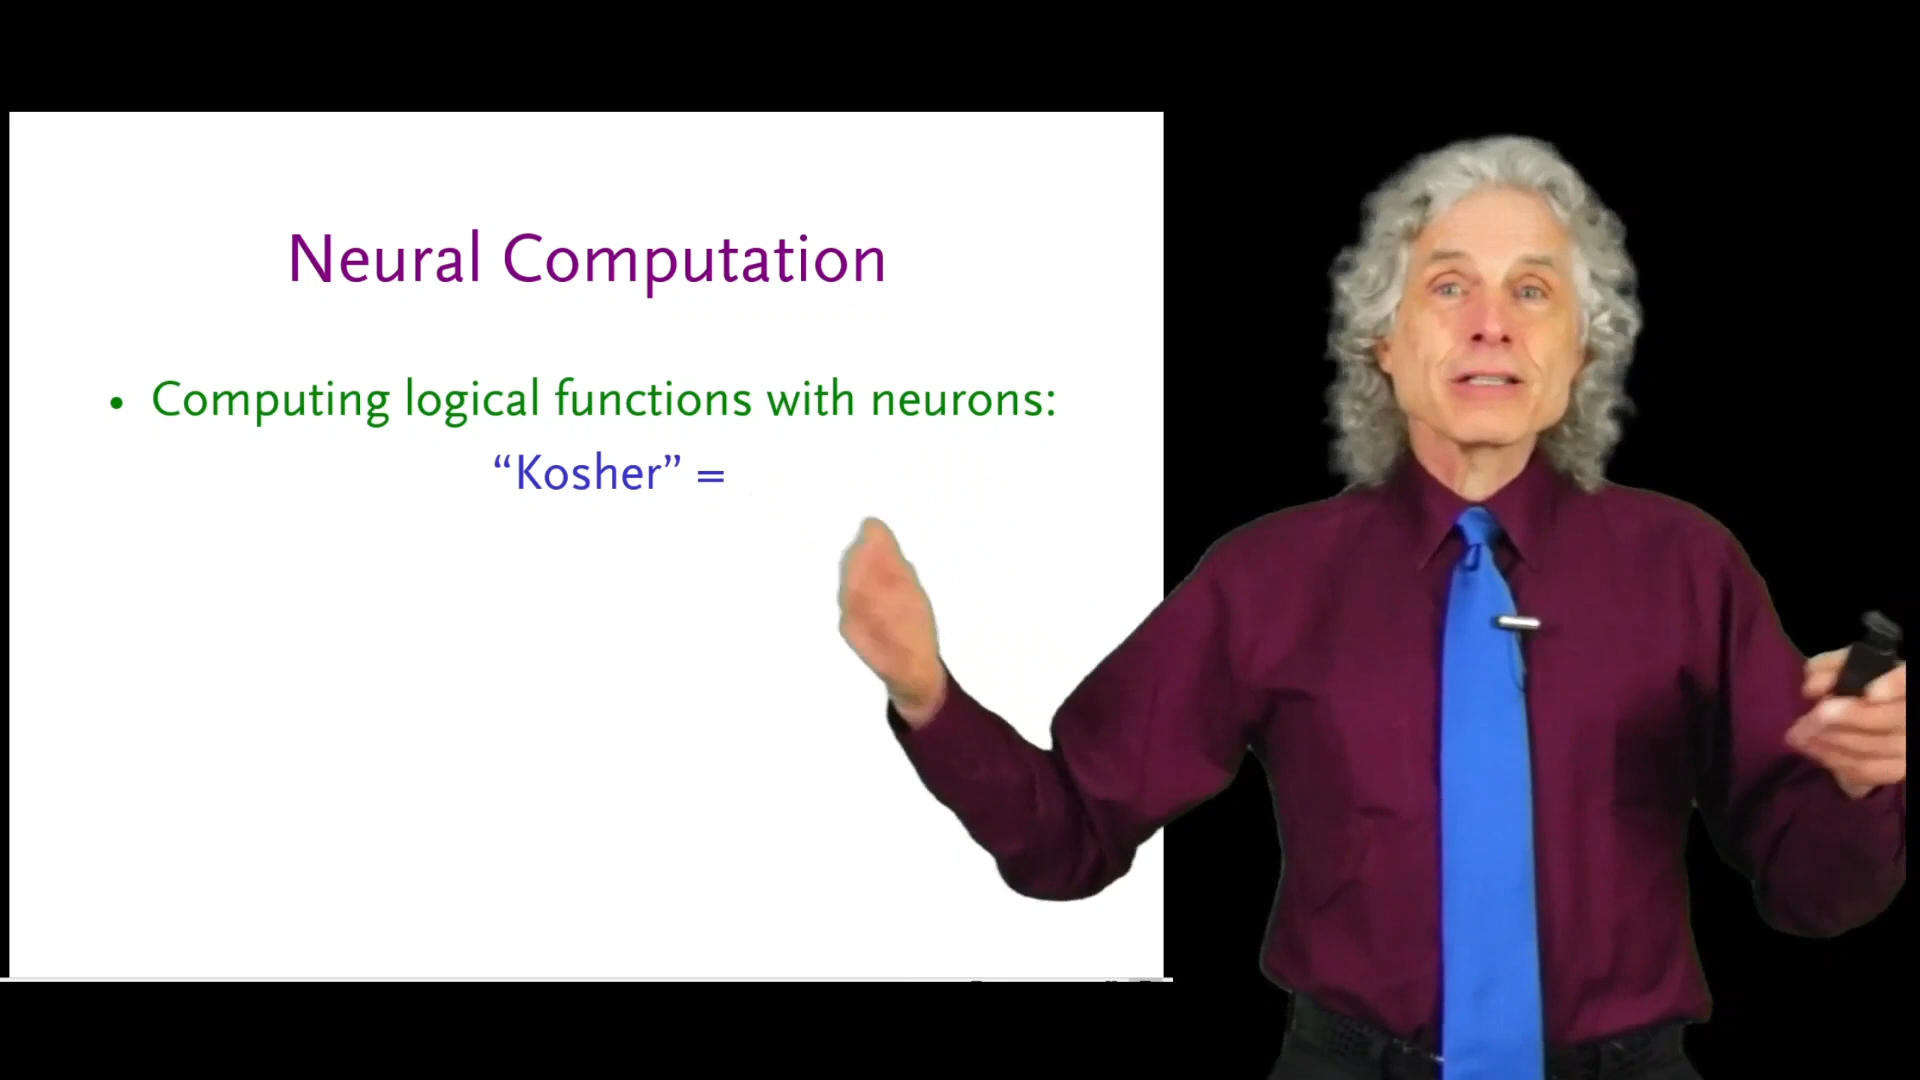 Neural Computation
• Computing logical functions with neurons:
“Kosher” =